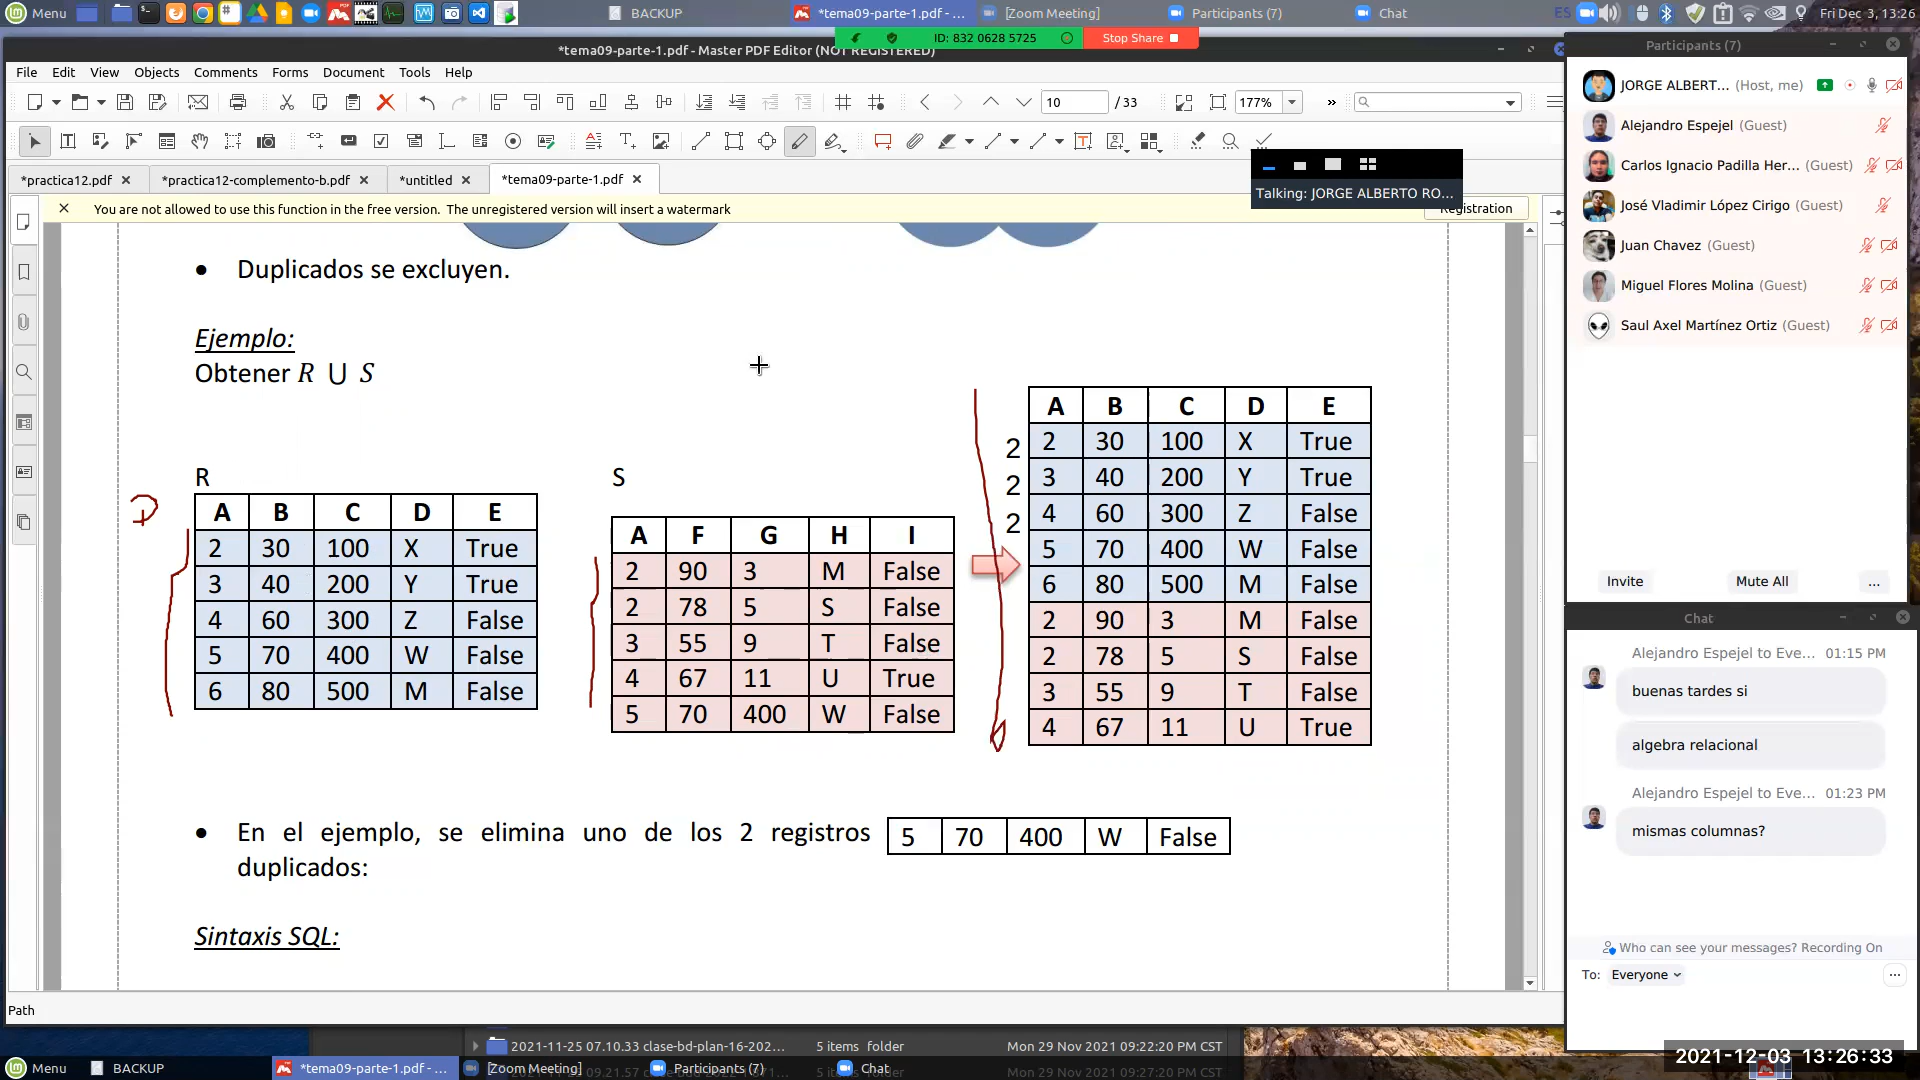 Menu
BACKUP
*tema09-parte-1.pdf - ...
[Zoom Meeting]
Participants (7)
Chat
ES
Fri Dec 3, 13:26
*tema09-parte-1.pdf - Master PDF Editor (NOT REGISTERED)
ID: 832 0628 5725
Stop Share
File Edit View Objects Comments Forms Document Tools Help
10 / 33
177%
*practica12.pdf
*practica12-complemento-b.pdf
*untitled
*tema09-parte-1.pdf
Talking: JORGE ALBERTO RO...
You are not allowed to use this function in the free version. The unregistered version will insert a watermark
Registration
• Duplicados se excluyen.
Ejemplo:
Obtener R ∪ S
R
A B C D E
2 30 100 X True
3 40 200 Y True
4 60 300 Z False
5 70 400 W False
6 80 500 M False
S
A F G H I
2 90 3 M False
2 78 5 S False
3 55 9 T False
4 67 11 U True
5 70 400 W False
2
2
2
A B C D E
2 30 100 X True
3 40 200 Y True
4 60 300 Z False
5 70 400 W False
6 80 500 M False
2 90 3 M False
2 78 5 S False
3 55 9 T False
4 67 11 U True
• En el ejemplo, se elimina uno de los 2 registros
duplicados:
5 70 400 W False
Sintaxis SQL:
Path
Participants (7)
JORGE ALBERT... (Host, me)
Alejandro Espejel (Guest)
Carlos Ignacio Padilla Her... (Guest)
José Vladimir López Cirigo (Guest)
Juan Chavez (Guest)
Miguel Flores Molina (Guest)
Saul Axel Martínez Ortiz (Guest)
Invite
Mute All
...
Chat
Alejandro Espejel to Eve... 01:15 PM
buenas tardes si
algebra relacional
Alejandro Espejel to Eve... 01:23 PM
mismas columnas?
Who can see your messages? Recording On
To: Everyone
2021-11-25 07.10.33 clase-bd-plan-16-202... 5 items folder Mon 29 Nov 2021 09:22:20 PM CST
Menu
BACKUP
*tema09-parte-1.pdf - ...
[Zoom Meeting]
Participants (7)
Chat
2021-12-03 13:26:33